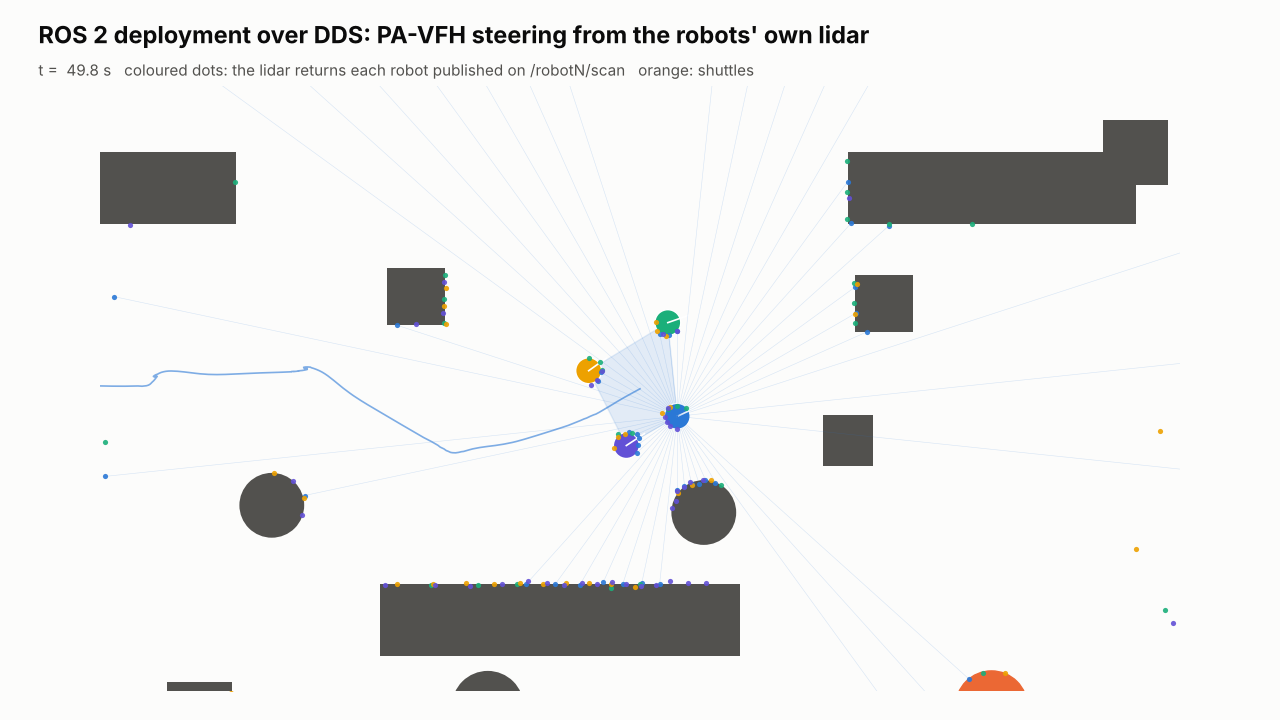 ROS 2 deployment over DDS: PA-VFH steering from the robots' own lidar
t =  49.8 s   coloured dots: the lidar returns each robot published on /robotN/scan   orange: shuttles